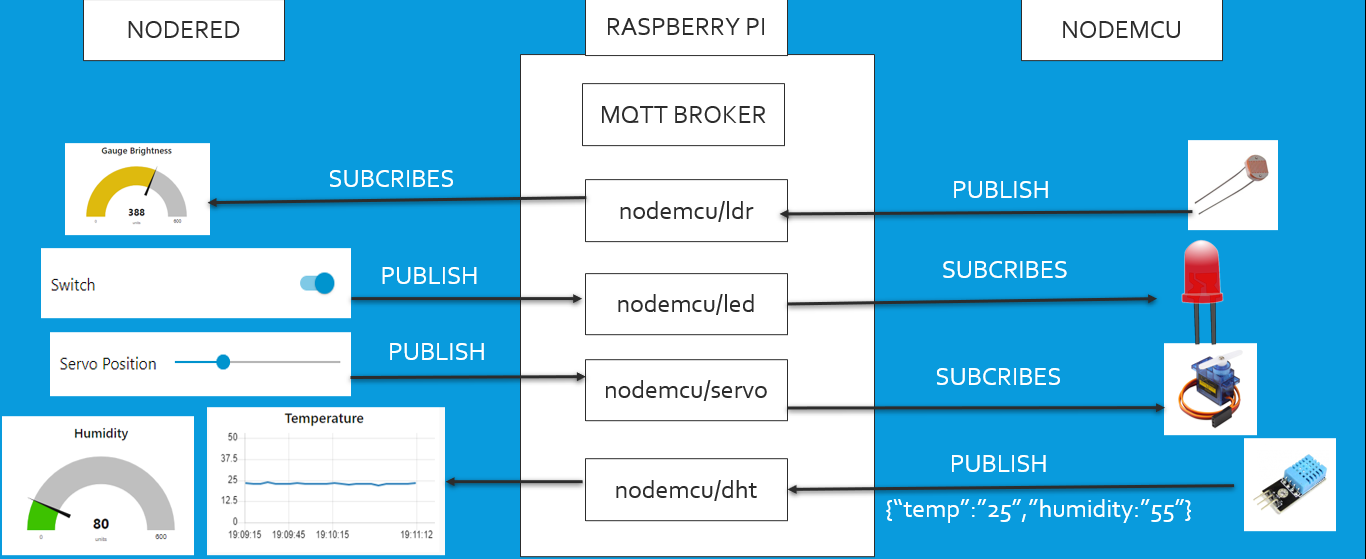 NODERED
RASPBERRY PI
NODEMCU
MQTT BROKER
Gauge Brightness
388
0
units
800
SUBCRIBES
nodemcu/ldr
PUBLISH
Switch
PUBLISH
nodemcu/led
SUBCRIBES
Servo Position
PUBLISH
nodemcu/servo
SUBCRIBES
Humidity
80
0
units
600
Temperature
50
37.5
25
12.5
0
19:09:15 19:09:45 19:10:15 19:11:12
nodemcu/dht
PUBLISH
{“temp”:”25”,”humidity:”55”}